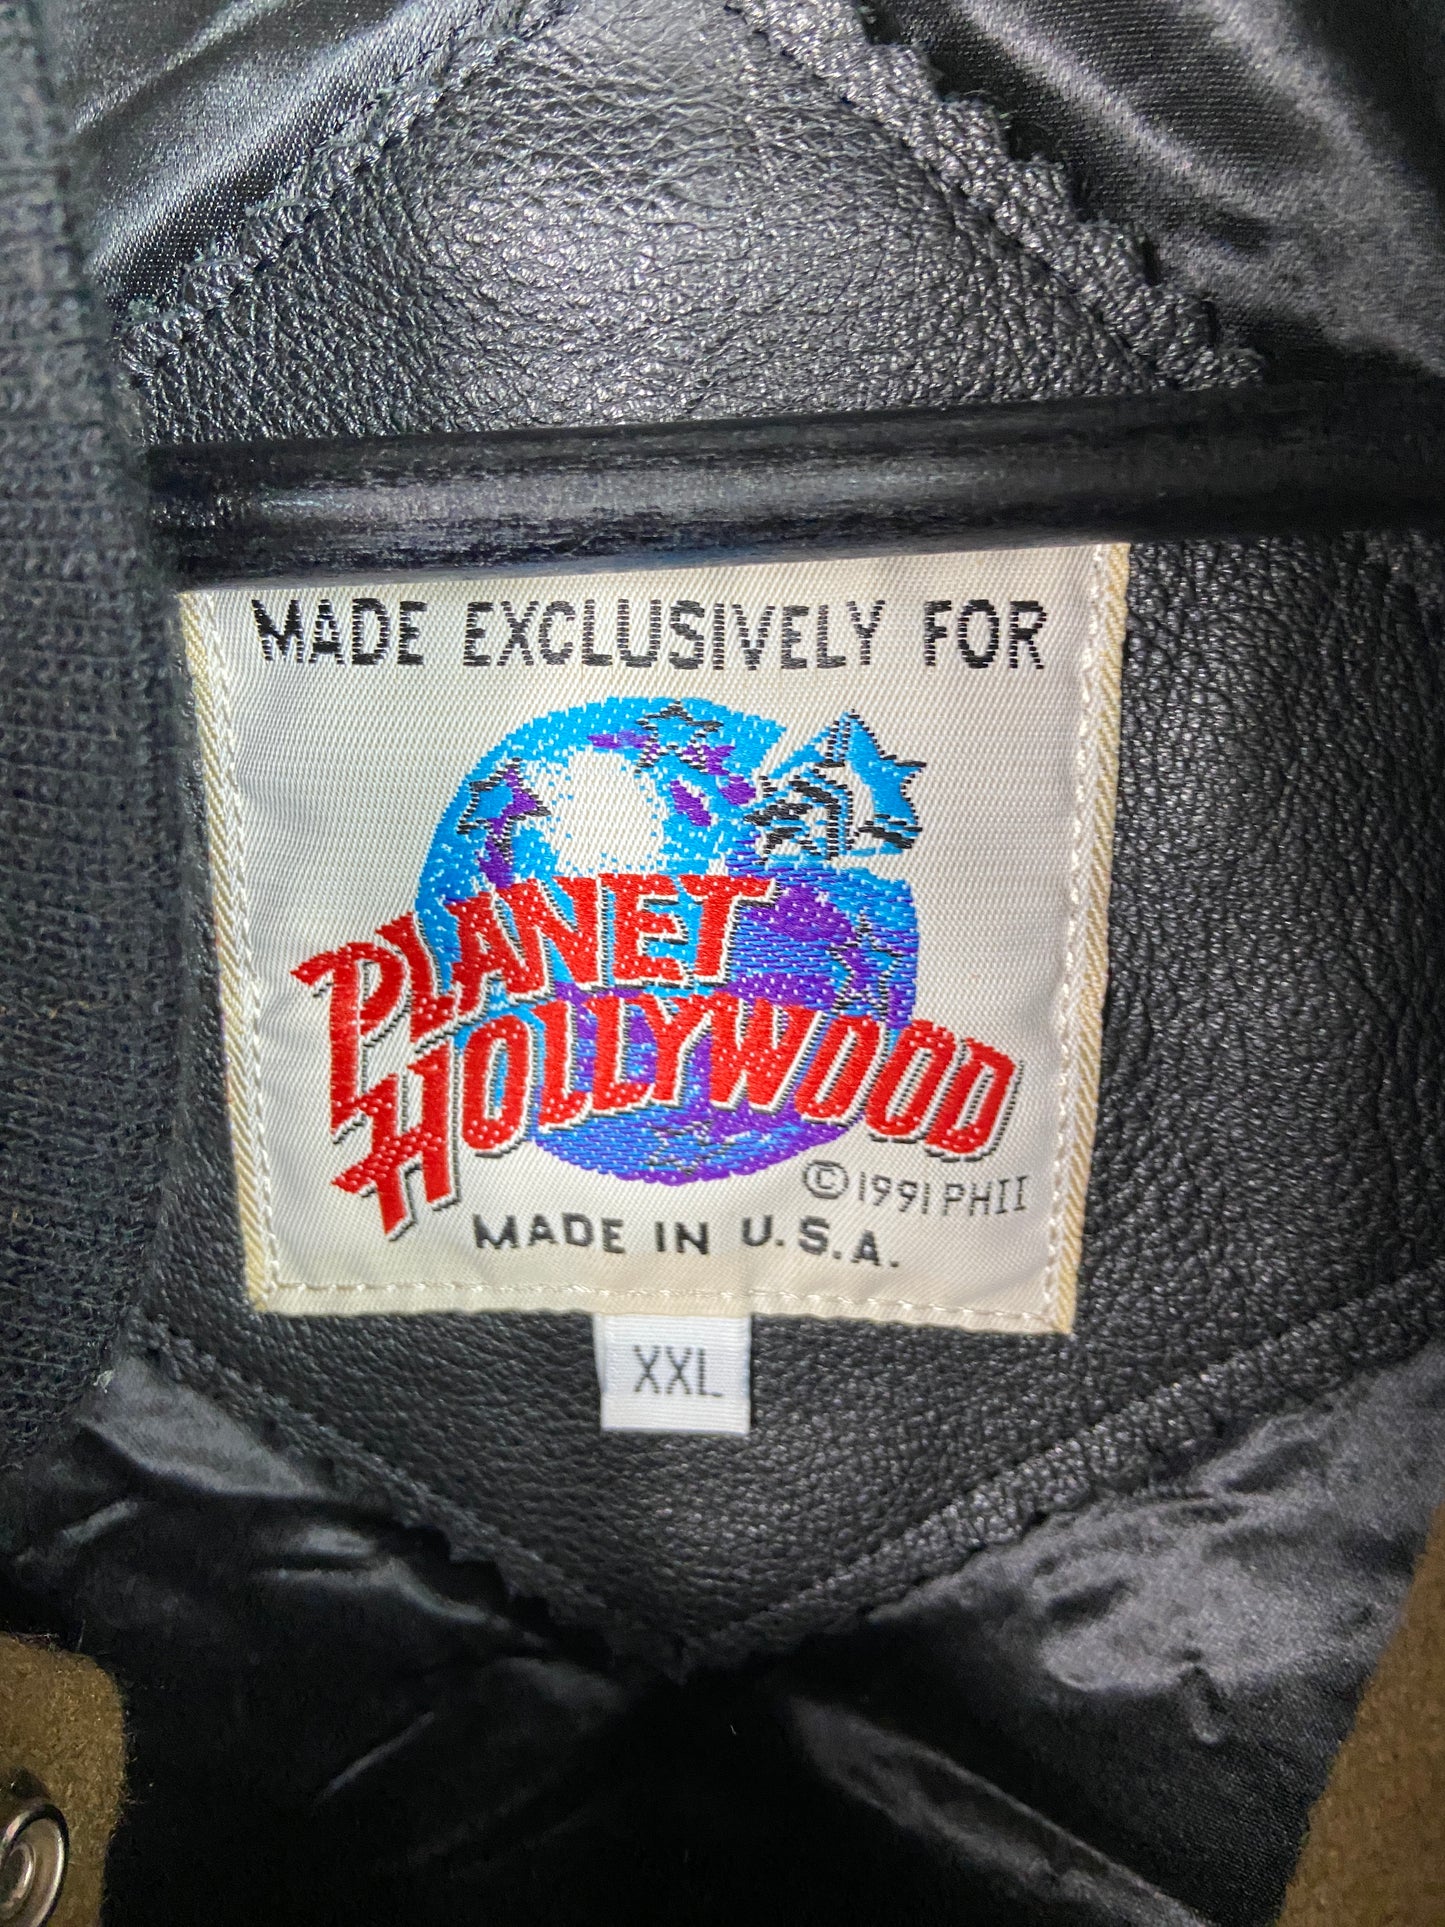 MADE EXCLUSIVELY FOR
PLANET
HOLLYWOOD
©1991 PHII
MADE IN U.S.A.
XXL